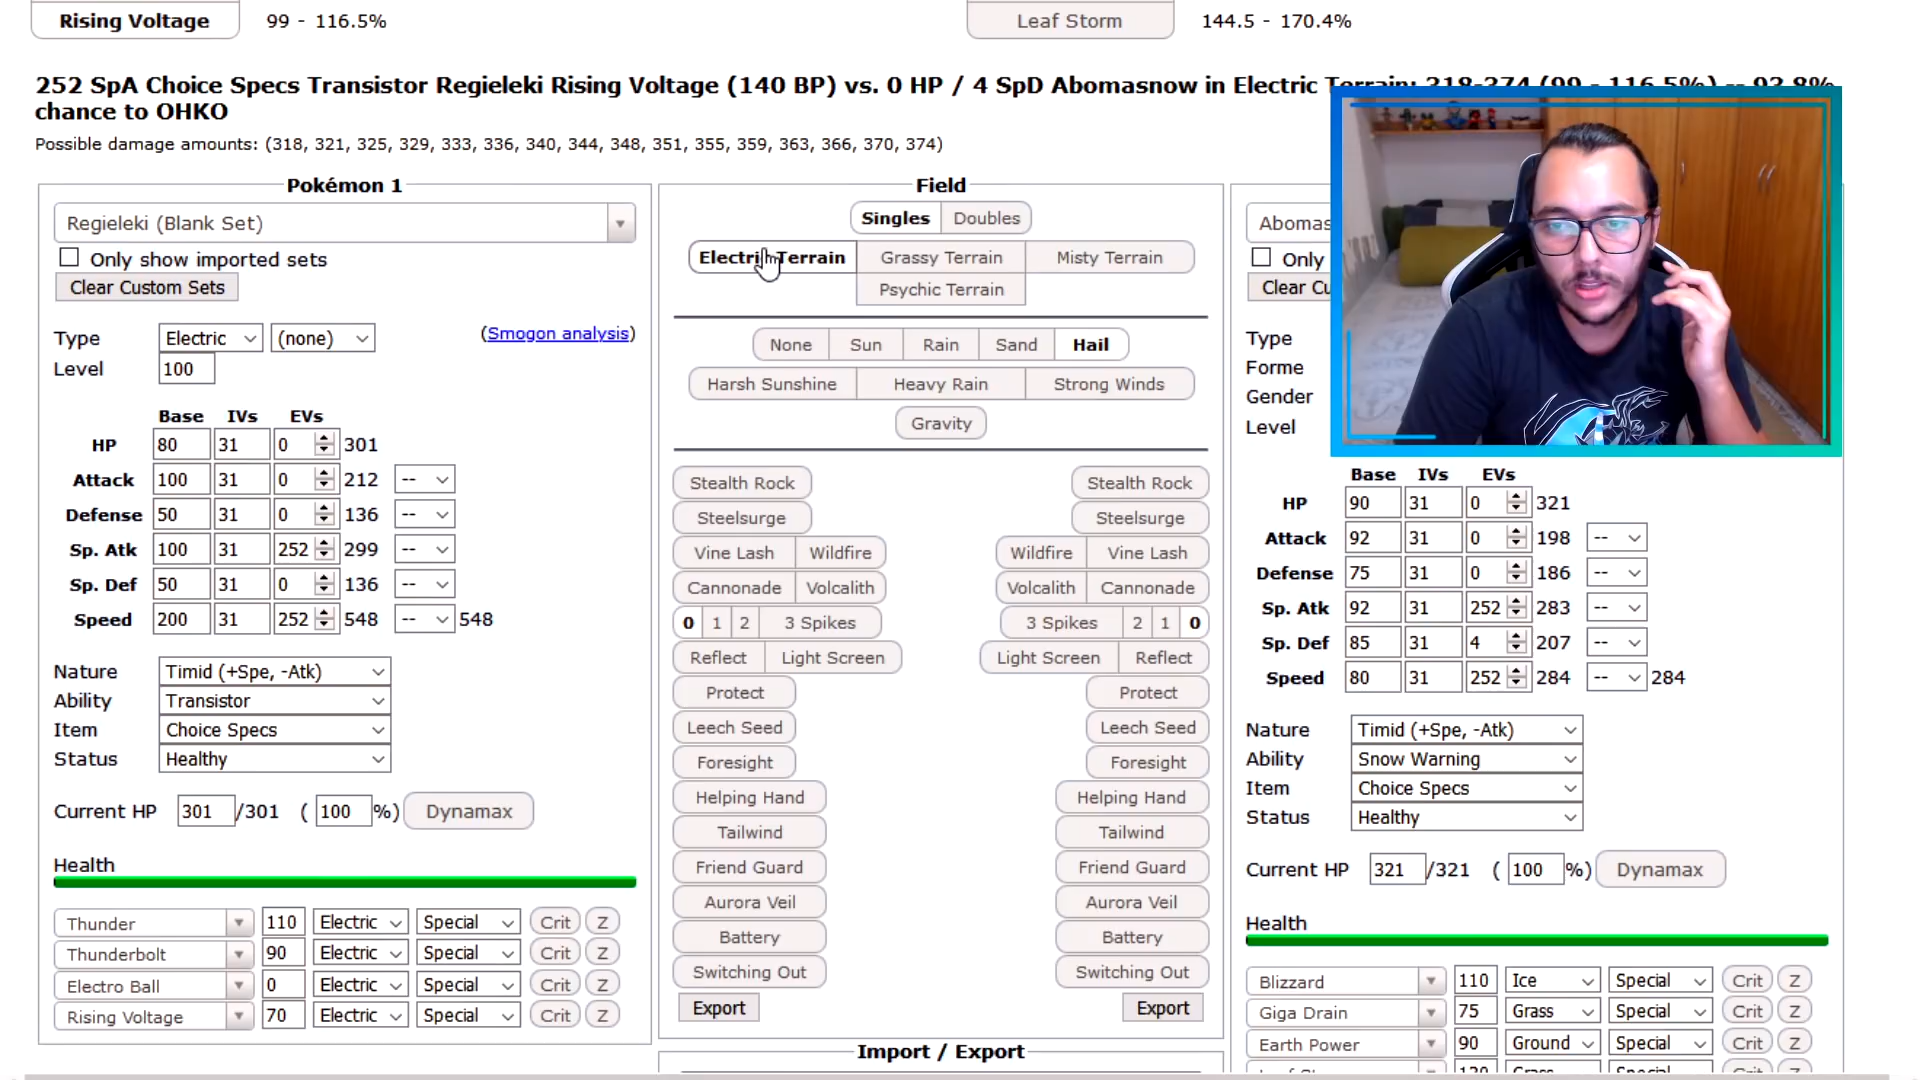 Rising Voltage 99 - 116.5% Leaf Storm 144.5 - 170.4%
252 SpA Choice Specs Transistor Regieleki Rising Voltage (140 BP) vs. 0 HP / 4 SpD Abomasnow in Electric Terrain: 318-374 (99 - 116.5%) -- 93.8%
chance to OHKO
Possible damage amounts: (318, 321, 325, 329, 333, 336, 340, 344, 348, 351, 355, 359, 363, 366, 370, 374)
Pokémon 1
Regieleki (Blank Set)
Only show imported sets
Clear Custom Sets
Type Electric (none) (Smogon analysis)
Level 100
Base IVs EVs
HP 80 31 0 301
Attack 100 31 0 212 --
Defense 50 31 0 136 --
Sp. Atk 100 31 252 299 --
Sp. Def 50 31 0 136 --
Speed 200 31 252 548 -- 548
Nature Timid (+Spe, -Atk)
Ability Transistor
Item Choice Specs
Status Healthy
Current HP 301 /301 ( 100 %) Dynamax
Health
Thunder 110 Electric Special Crit Z
Thunderbolt 90 Electric Special Crit Z
Electro Ball 0 Electric Special Crit Z
Rising Voltage 70 Electric Special Crit Z
Field
Singles Doubles
Electric Terrain Grassy Terrain Misty Terrain
Psychic Terrain
None Sun Rain Sand Hail
Harsh Sunshine Heavy Rain Strong Winds
Gravity
Stealth Rock Stealth Rock
Steelsurge Steelsurge
Vine Lash Wildfire Wildfire Vine Lash
Cannonade Volcalith Volcalith Cannonade
0 1 2 3 Spikes 3 Spikes 2 1 0
Reflect Light Screen Light Screen Reflect
Protect Protect
Leech Seed Leech Seed
Foresight Foresight
Helping Hand Helping Hand
Tailwind Tailwind
Friend Guard Friend Guard
Aurora Veil Aurora Veil
Battery Battery
Switching Out Switching Out
Export Export
Import / Export
Abomas
Only
Clear Cu
Type
Forme
Gender
Level
Base IVs EVs
HP 90 31 0 321
Attack 92 31 0 198 --
Defense 75 31 0 186 --
Sp. Atk 92 31 252 283 --
Sp. Def 85 31 4 207 --
Speed 80 31 252 284 -- 284
Nature Timid (+Spe, -Atk)
Ability Snow Warning
Item Choice Specs
Status Healthy
Current HP 321 /321 ( 100 %) Dynamax
Health
Blizzard 110 Ice Special Crit Z
Giga Drain 75 Grass Special Crit Z
Earth Power 90 Ground Special Crit Z